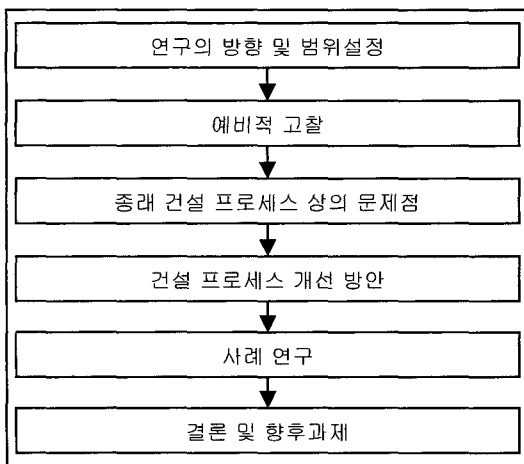 연구의 방향 및 범위설정
예비적 고찰
종래 건설 프로세스 상의 문제점
건설 프로세스 개선 방안
사례 연구
결론 및 향후과제